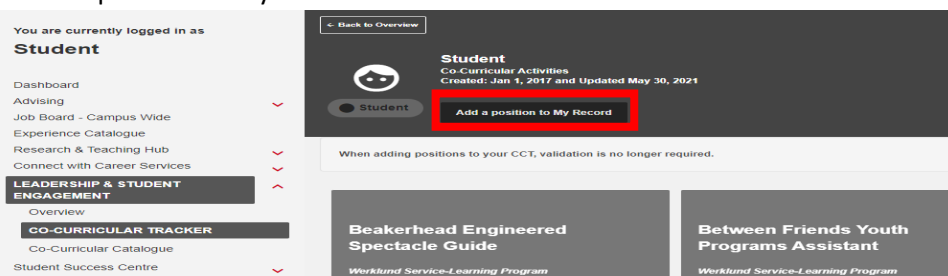 You are currently logged in as
Student
Dashboard
Advising
Job Board - Campus Wide
Experience Catalogue
Research & Teaching Hub
Connect with Career Services
LEADERSHIP & STUDENT
ENGAGEMENT
Overview
CO-CURRICULAR TRACKER
Co-Curricular Catalogue
Student Success Centre
← Back to Overview
Student
Co-Curricular Activities
Created: Jan 1, 2017 and Updated May 30, 2021
Student
Add a position to My Record
When adding positions to your CCT, validation is no longer required.
Beakerhead Engineered
Spectacle Guide
Werklund Service-Learning Program
Between Friends Youth
Programs Assistant
Werklund Service-Learning Program